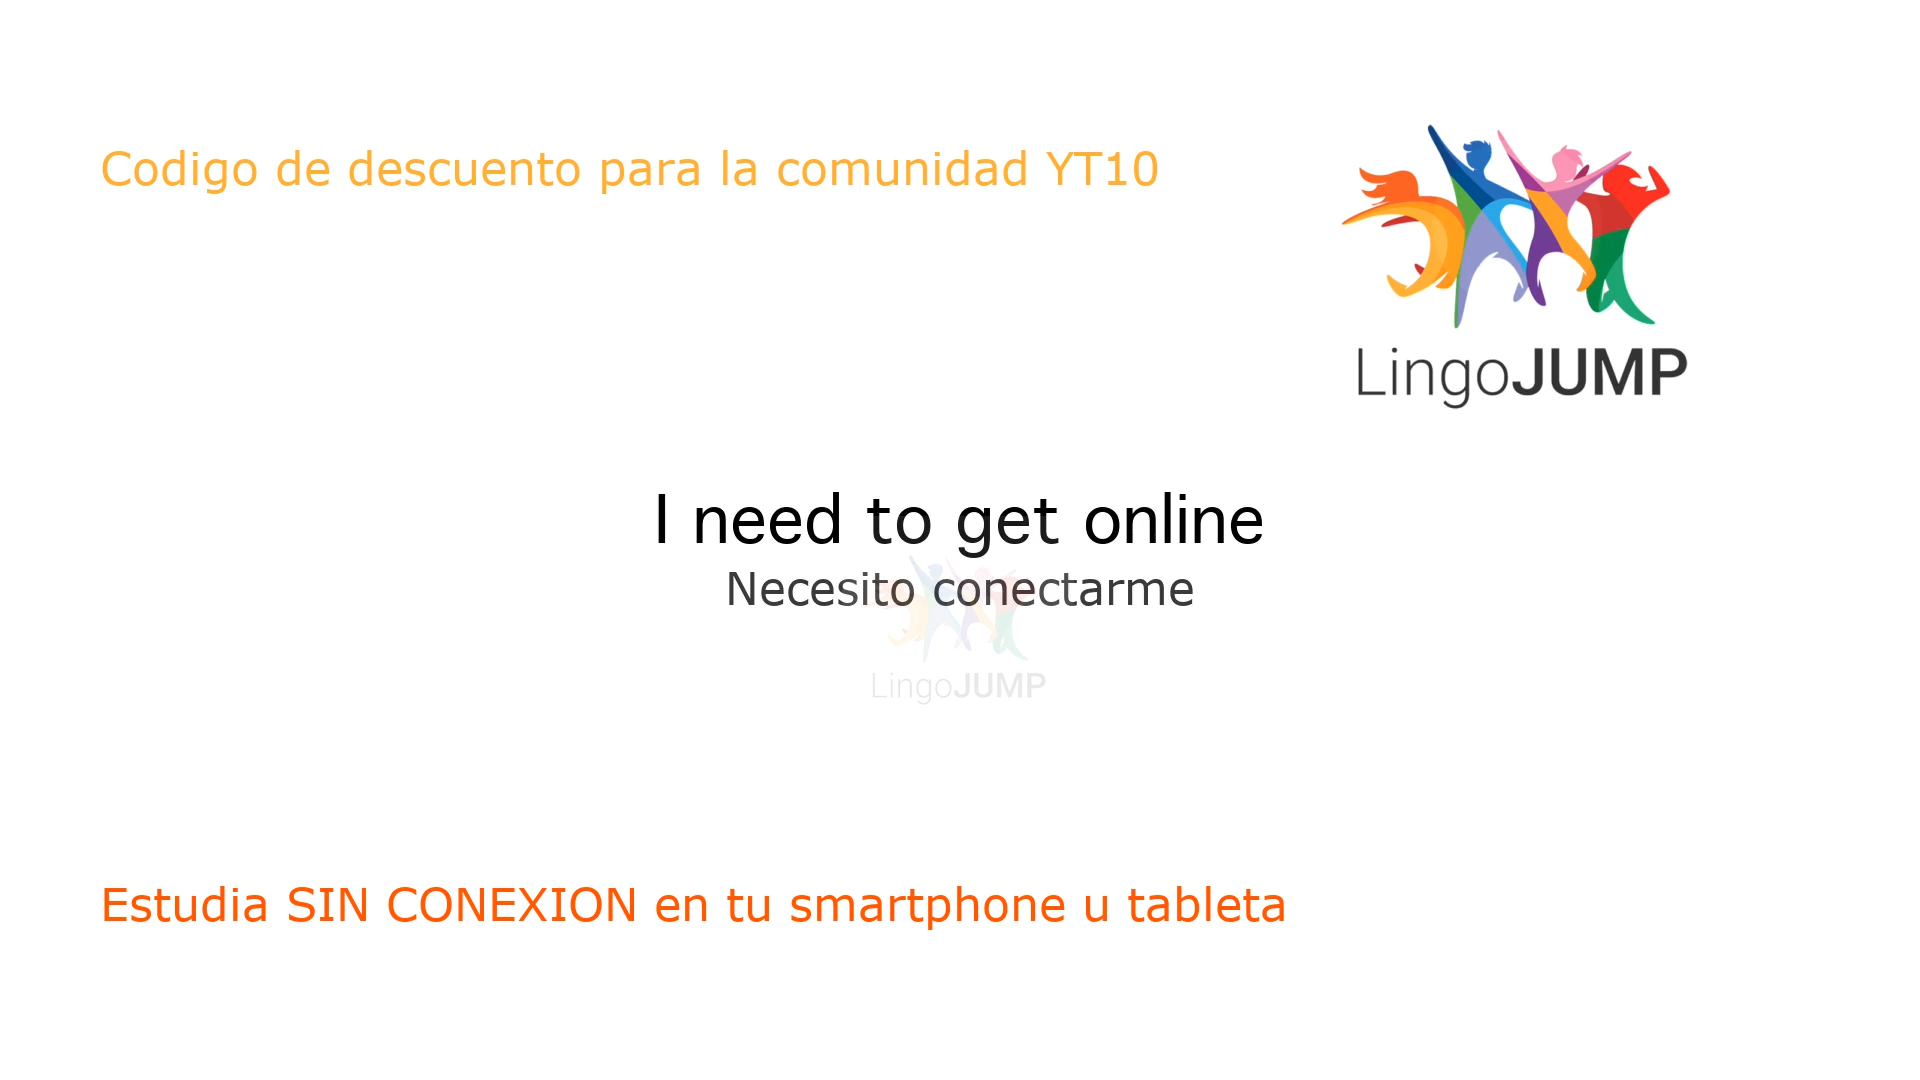 Codigo de descuento para la comunidad YT10
LingoJUMP
I need to get online
Necesito conectarme
LingoJUMP
Estudia SIN CONEXION en tu smartphone u tableta